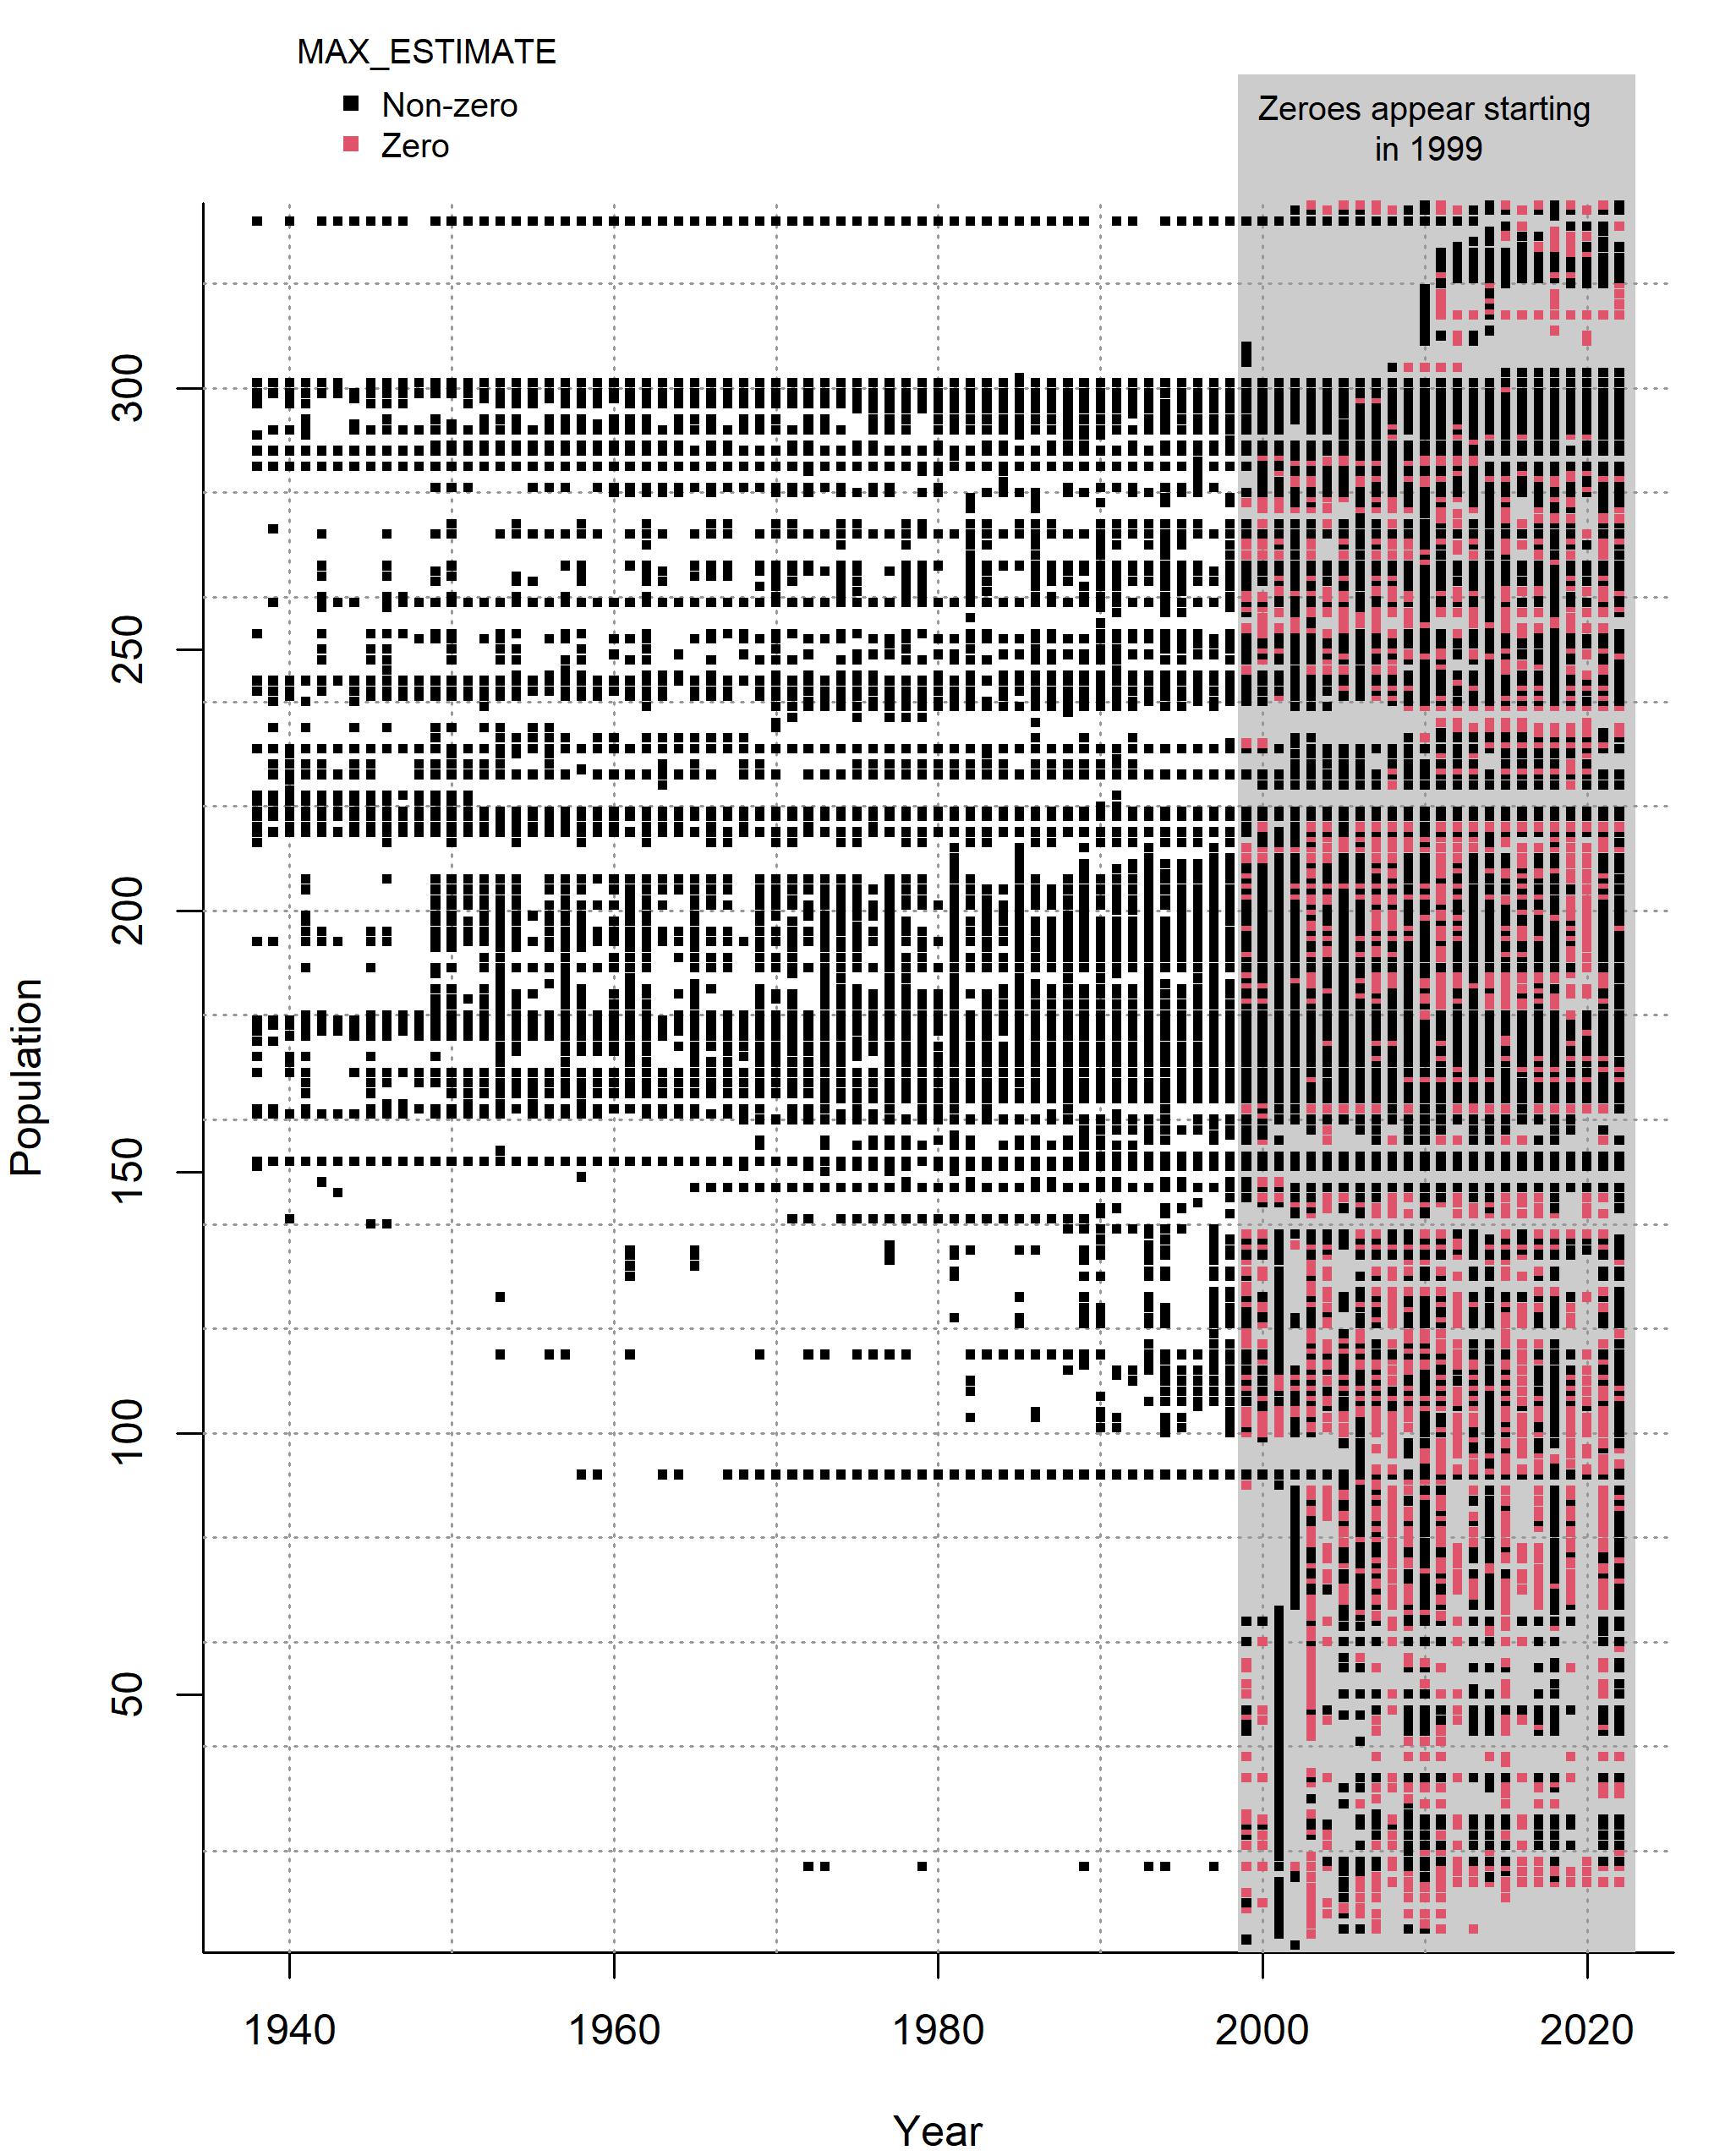 MAX_ESTIMATE
Non-zero
Zero
Zeroes appear starting
in 1999
Population
300
250
200
150
100
50
1940 1960 1980 2000 2020
Year